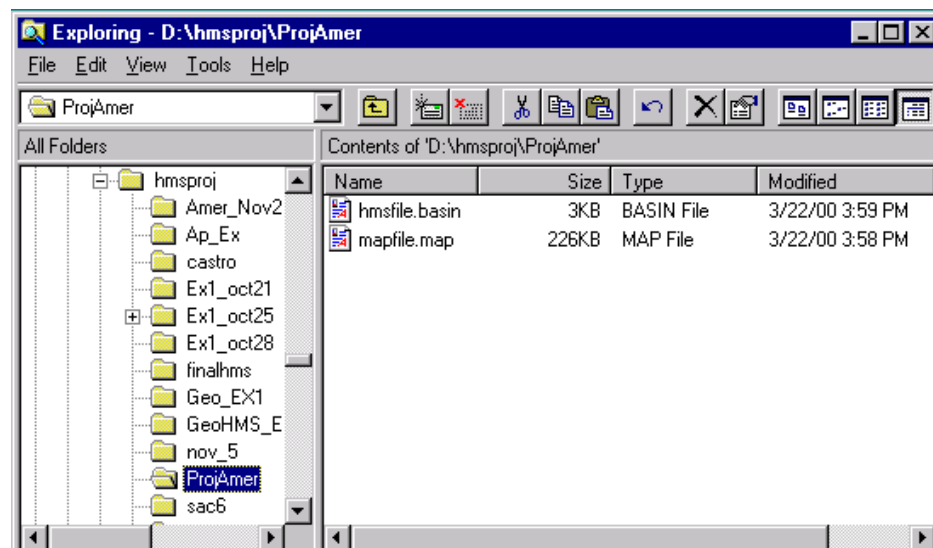 Exploring - D:\hmsproj\ProjAmer
File Edit View Tools Help
ProjAmer
All Folders
Contents of 'D:\hmsproj\ProjAmer'
hmsproj
Amer_Nov2
Ap_Ex
castro
Ex1_oct21
Ex1_oct25
Ex1_oct28
finalhms
Geo_EX1
GeoHMS_E
nov_5
ProjAmer
sac6
Name Size Type Modified
hmsfile.basin 3KB BASIN File 3/22/00 3:59 PM
mapfile.map 226KB MAP File 3/22/00 3:58 PM